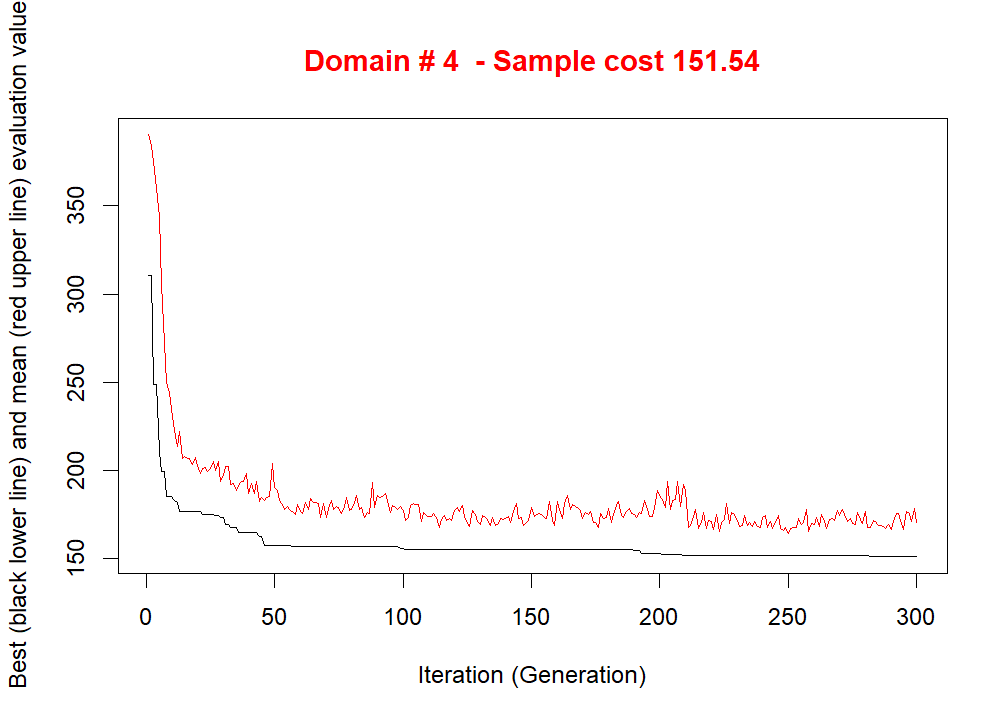 Domain # 4  - Sample cost 151.54
Best (black lower line) and mean (red upper line) evaluation value
350
300
250
200
150
0 50 100 150 200 250 300
Iteration (Generation)